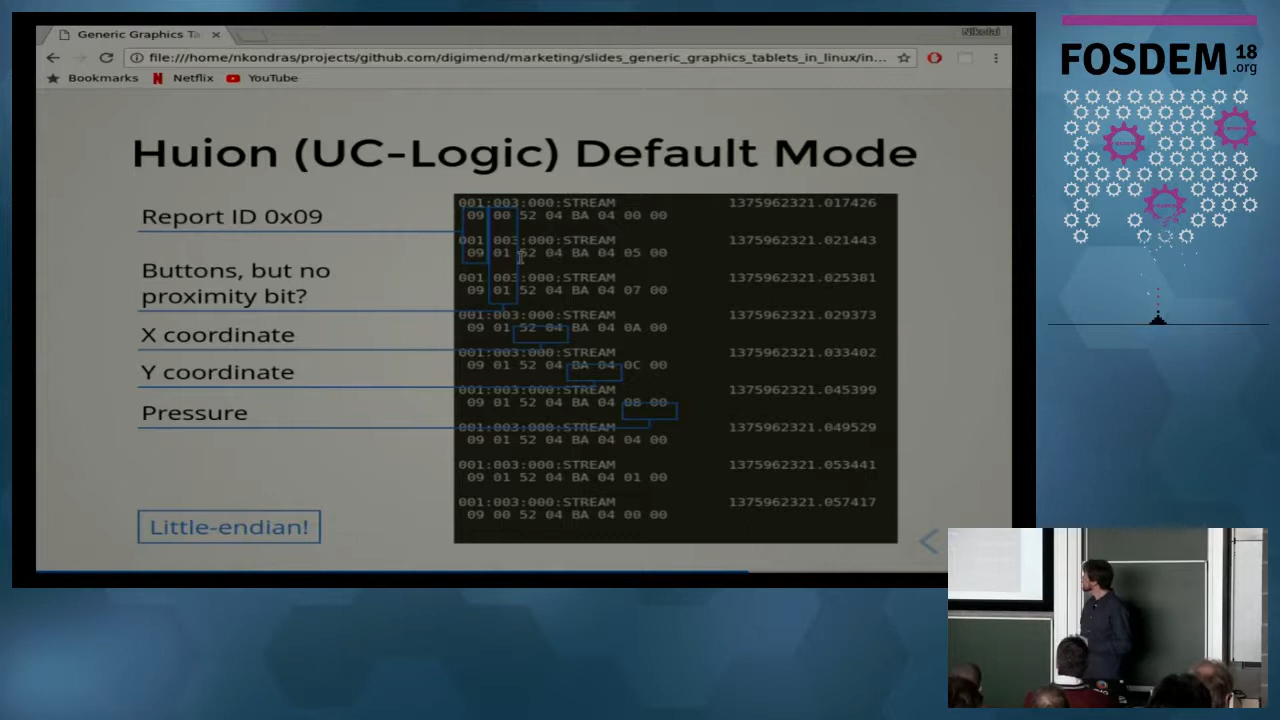 Generic Graphics Ta
Nikolai
file:///home/nkondras/projects/github.com/digimend/marketing/slides_generic_graphics_tablets_in_linux/in...
Bookmarks Netflix YouTube
Huion (UC-Logic) Default Mode
Report ID 0x09
Buttons, but no
proximity bit?
X coordinate
Y coordinate
Pressure
Little-endian!
001:003:000:STREAM 1375962321.017426
09 00 52 04 BA 04 00 00
001 003:000:STREAM 1375962321.021443
09 01 52 04 BA 04 05 00
001 003:000:STREAM 1375962321.025381
09 01 52 04 BA 04 07 00
001:003:000:STREAM 1375962321.029373
09 01 52 04 BA 04 0A 00
001:003:000:STREAM 1375962321.033402
09 01 52 04 BA 04 0C 00
001:003:000:STREAM 1375962321.045399
09 01 52 04 BA 04 08 00
001:003:000:STREAM 1375962321.049529
09 01 52 04 BA 04 04 00
001:003:000:STREAM 1375962321.053441
09 01 52 04 BA 04 01 00
001:003:000:STREAM 1375962321.057417
09 00 52 04 BA 04 00 00
FOSDEM 18
.org